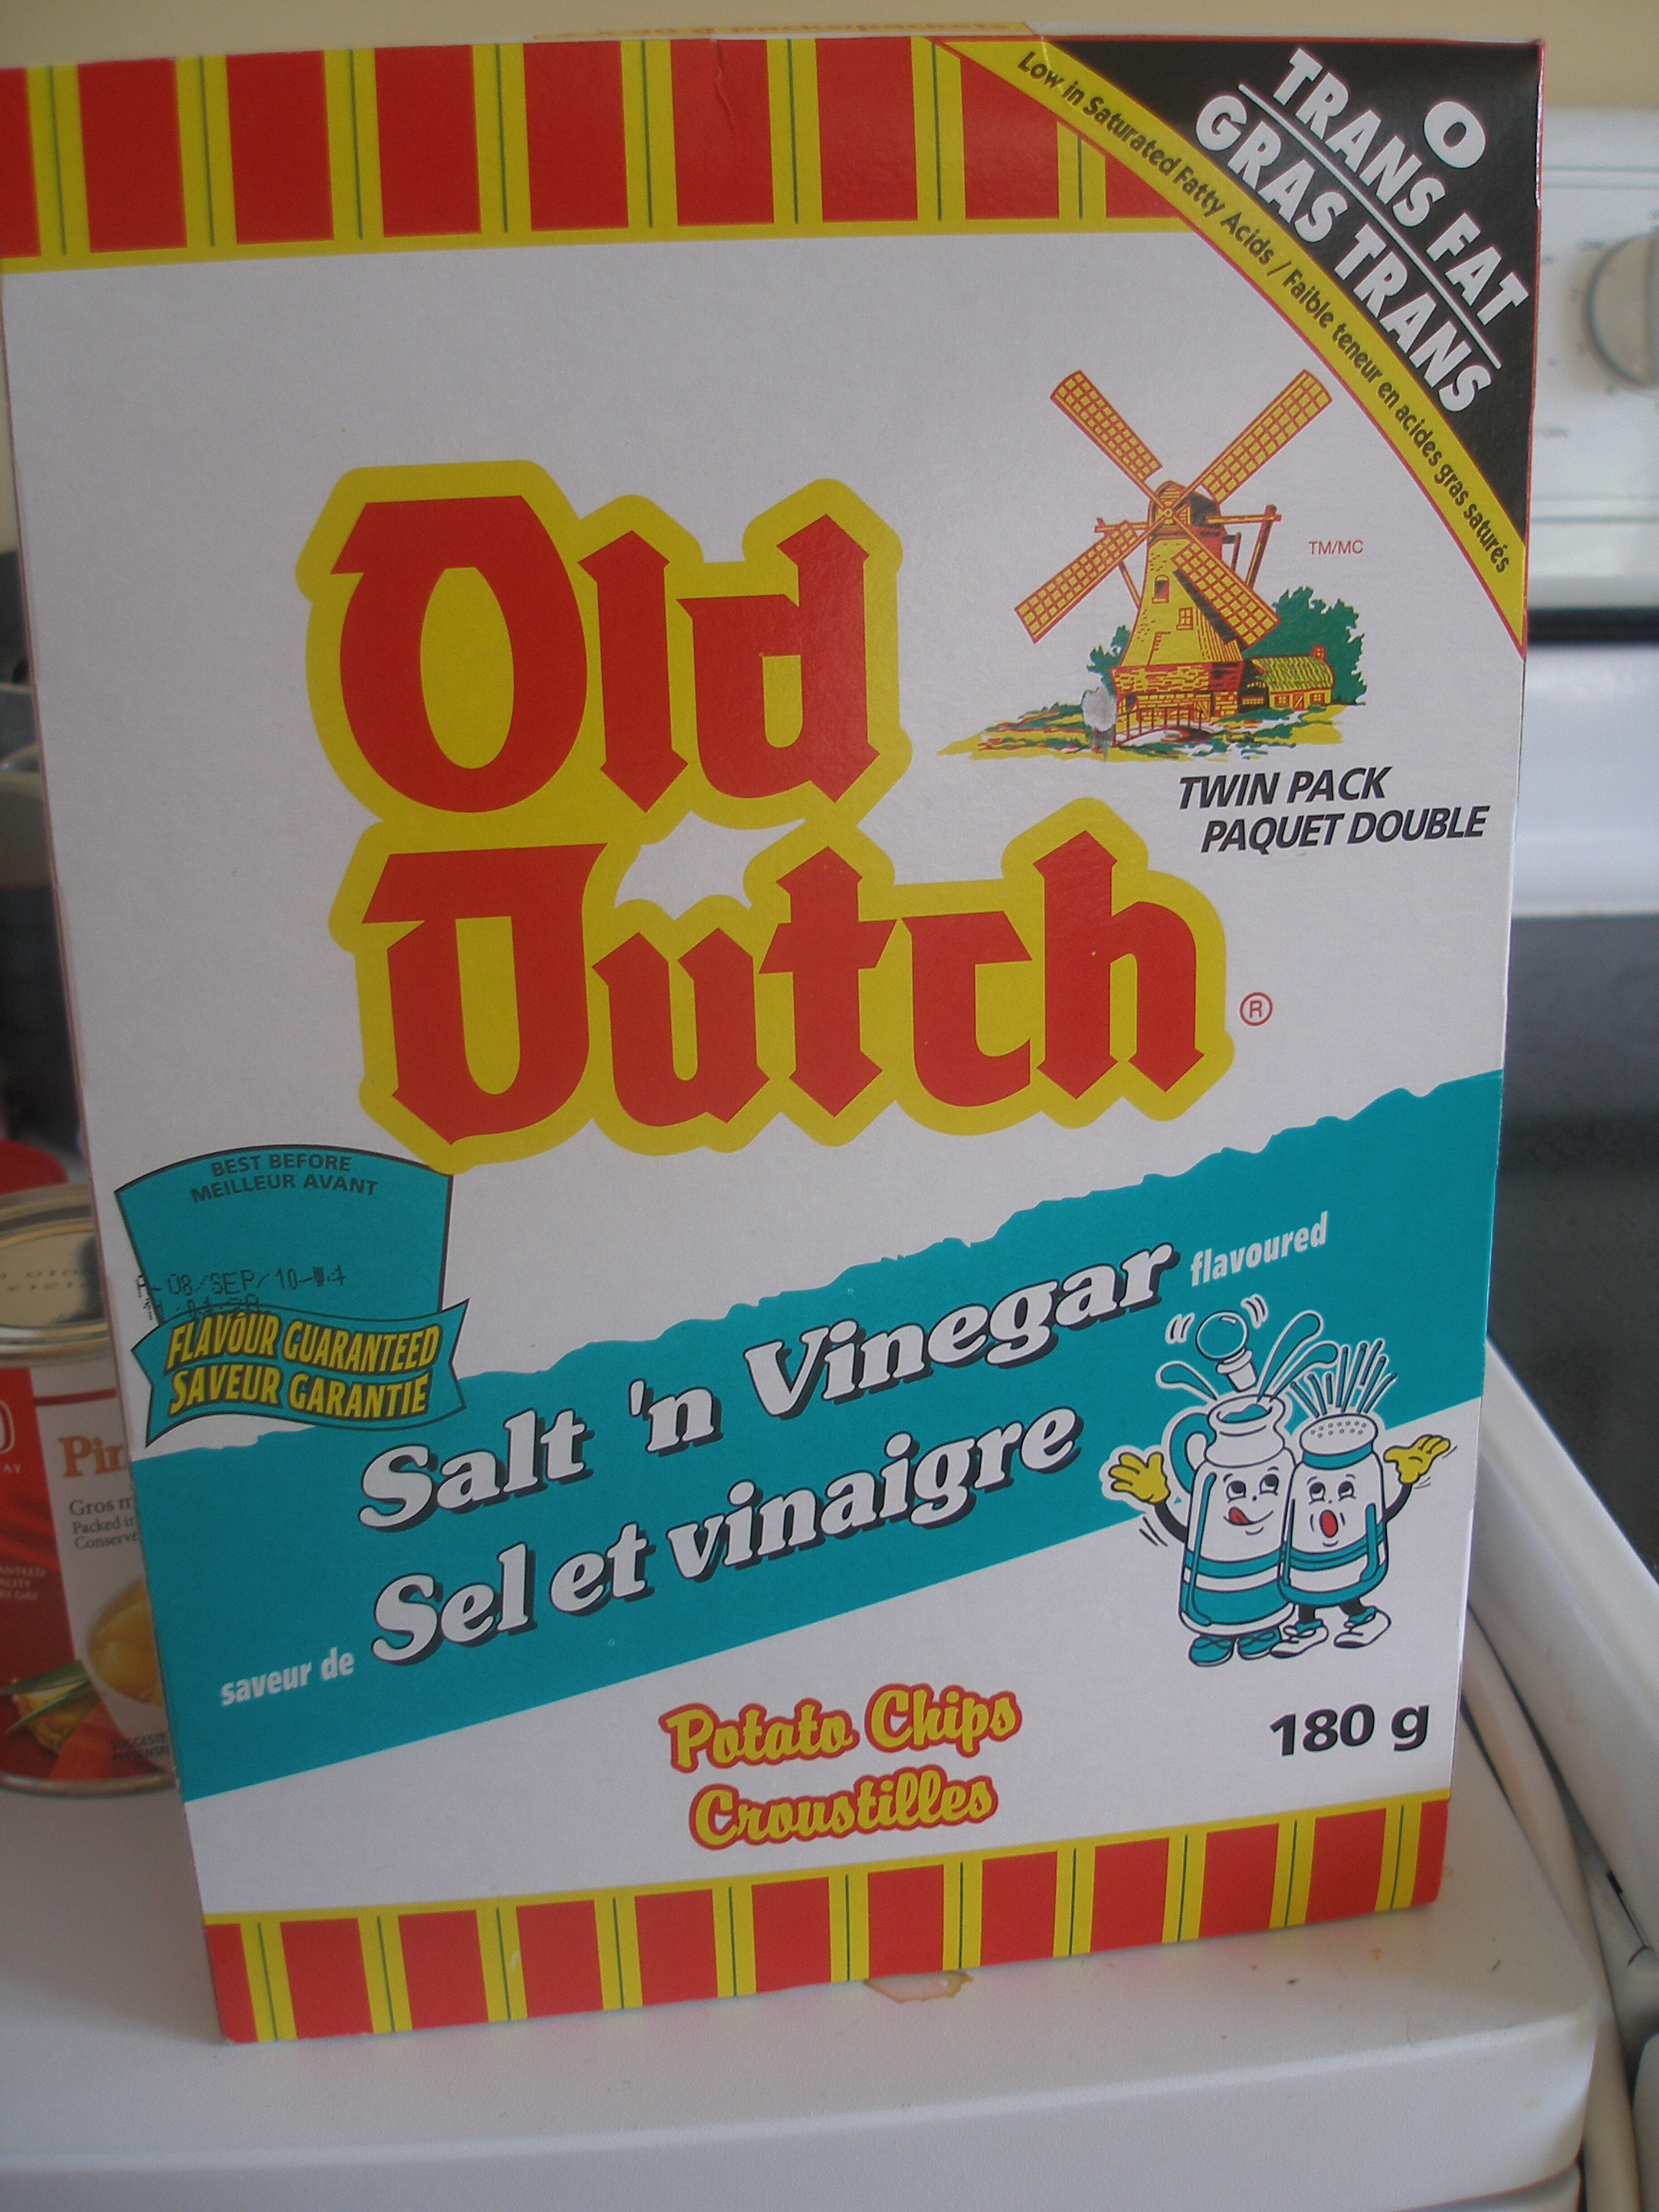 0
TRANS FAT
GRAS TRANS
Low in Saturated Fatty Acids / Faible teneur en acides gras saturés
Old
Dutch
®
TM/MC
TWIN PACK
PAQUET DOUBLE
BEST BEFORE
MEILLEUR AVANT
08/SEP/10
FLAVOUR GUARANTEED
SAVEUR GARANTIE
Salt 'n Vinegar flavoured
saveur de Sel et vinaigre
Potato Chips
Croustilles
180 g
Gros
Packed